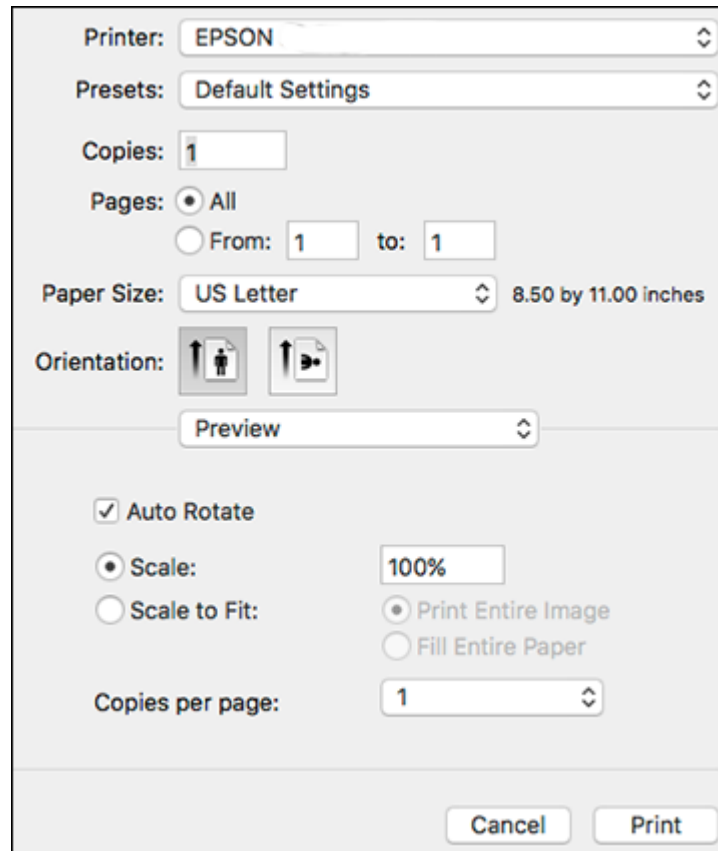 Printer: EPSON
Presets: Default Settings
Copies: 1
Pages: All
From: 1 to: 1
Paper Size: US Letter 8.50 by 11.00 inches
Orientation:
Preview
Auto Rotate
Scale: 100%
Scale to Fit: Print Entire Image
Fill Entire Paper
Copies per page: 1
Cancel Print